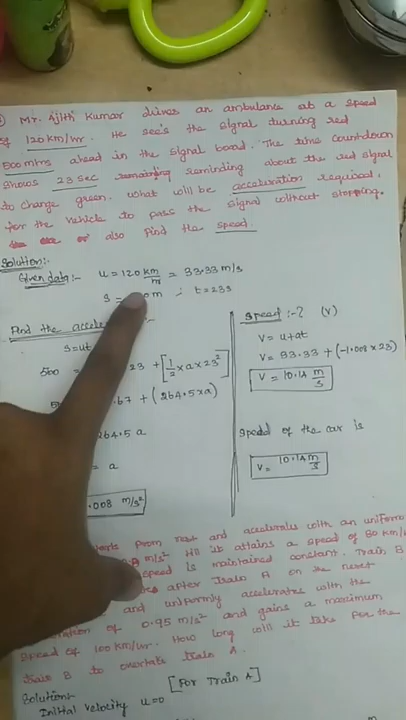 Mr. Ajith Kumar drives an ambulance at a speed
of 120 km/hr. He see's the signal turning red
500 mtrs ahead in the signal board. The time countdown
shows 23 sec remaining reminding about the red signal
to change green. What will be acceleration required,
for the vehicle to pass the signal without stopping.
also find the speed
Solution:-
Given data:- u = 120 km/hr = 33.33 m/s
s = m ; t = 23s
Find the
s = ut
500 = 23 + [1/2 x a x 23²]
.67 + (264.5 x a)
264.5 a
= a
.008 m/s²
Speed :-? (v)
v = u+at
v = 33.33 + (-1.008 x 23)
v = 10.14 m/s
Speed of the car is
v = 10.14 m/s
from rest and accelerates with an uniform
m/s² till it attains a speed of 80 km/
speed is maintained constant. Train B
after Train A on the next
and uniformly accelerates with the
of 0.95 m/s² and gains a maximum
speed of 100 km/hr. How long will it take for the
train B to overtake Train A.
[For Train A]
Solution:-
Initial velocity u=0